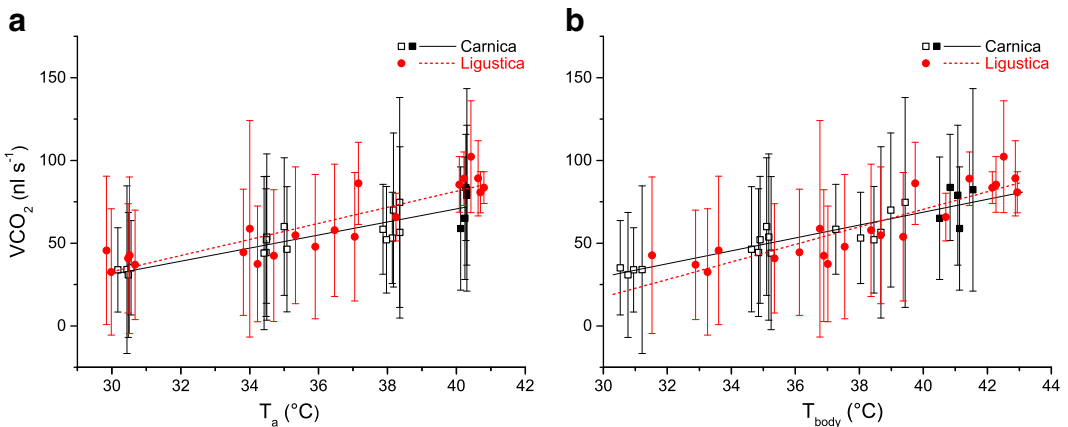 a
b
Carnica
Ligustica
Carnica
Ligustica
VCO₂ (nl s⁻¹)
150
100
50
0
150
100
50
0
30 32 34 36 38 40 42
30 32 34 36 38 40 42 44
Tₐ (°C)
T_body (°C)